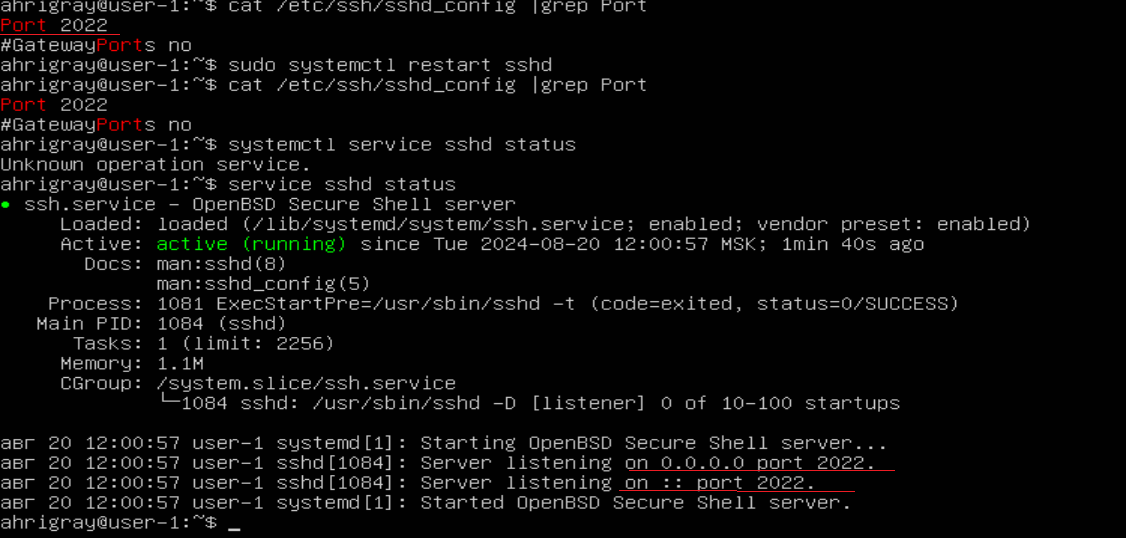 ahrigray@user-1:~$ cat /etc/ssh/sshd_config |grep Port
Port 2022
#GatewayPorts no
ahrigray@user-1:~$ sudo systemctl restart sshd
ahrigray@user-1:~$ cat /etc/ssh/sshd_config |grep Port
Port 2022
#GatewayPorts no
ahrigray@user-1:~$ systemctl service sshd status
Unknown operation service.
ahrigray@user-1:~$ service sshd status
● ssh.service - OpenBSD Secure Shell server
Loaded: loaded (/lib/systemd/system/ssh.service; enabled; vendor preset: enabled)
Active: active (running) since Tue 2024-08-20 12:00:57 MSK; 1min 40s ago
Docs: man:sshd(8)
man:sshd_config(5)
Process: 1081 ExecStartPre=/usr/sbin/sshd -t (code=exited, status=0/SUCCESS)
Main PID: 1084 (sshd)
Tasks: 1 (limit: 2256)
Memory: 1.1M
CGroup: /system.slice/ssh.service
└─1084 sshd: /usr/sbin/sshd -D [listener] 0 of 10-100 startups
авг 20 12:00:57 user-1 systemd[1]: Starting OpenBSD Secure Shell server...
авг 20 12:00:57 user-1 sshd[1084]: Server listening on 0.0.0.0 port 2022.
авг 20 12:00:57 user-1 sshd[1084]: Server listening on :: port 2022.
авг 20 12:00:57 user-1 systemd[1]: Started OpenBSD Secure Shell server.
ahrigray@user-1:~$ _